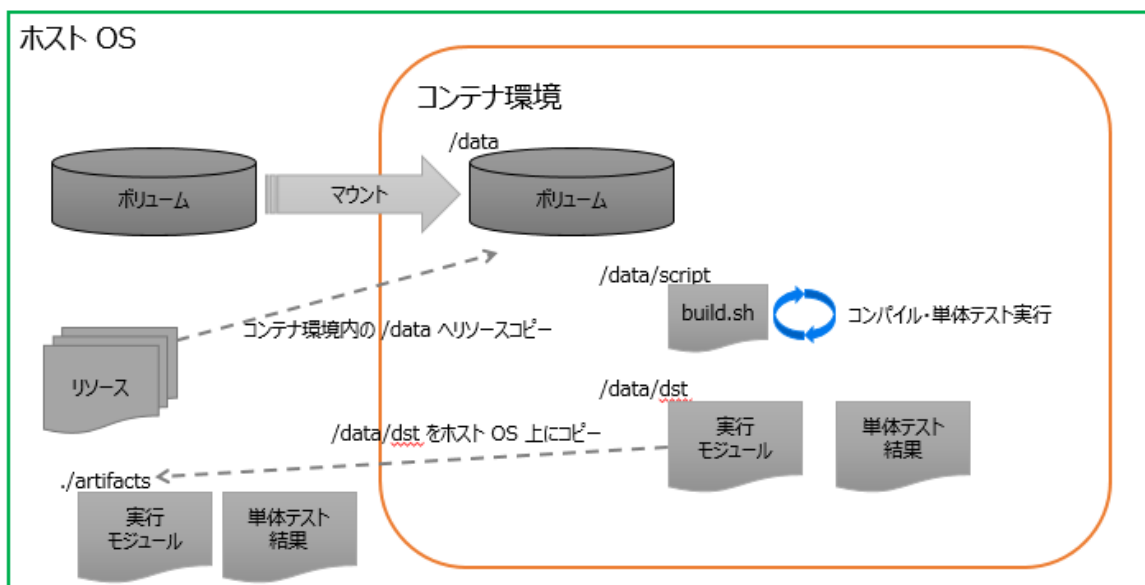 ホスト OS
コンテナ環境
/data
ボリューム
マウント
ボリューム
/data/script
build.sh
コンパイル・単体テスト実行
コンテナ環境内の /data へリソースコピー
リソース
/data/dst
/data/dst をホスト OS 上にコピー
実行
モジュール
単体テスト
結果
./artifacts
実行
モジュール
単体テスト
結果